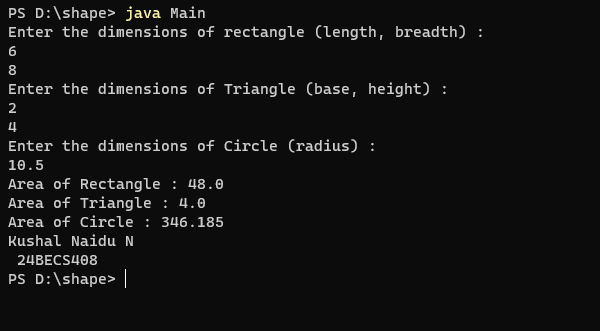 PS D:\shape> java Main
Enter the dimensions of rectangle (length, breadth) :
6
8
Enter the dimensions of Triangle (base, height) :
2
4
Enter the dimensions of Circle (radius) :
10.5
Area of Rectangle : 48.0
Area of Triangle : 4.0
Area of Circle : 346.185
Kushal Naidu N
 24BECS408
PS D:\shape>